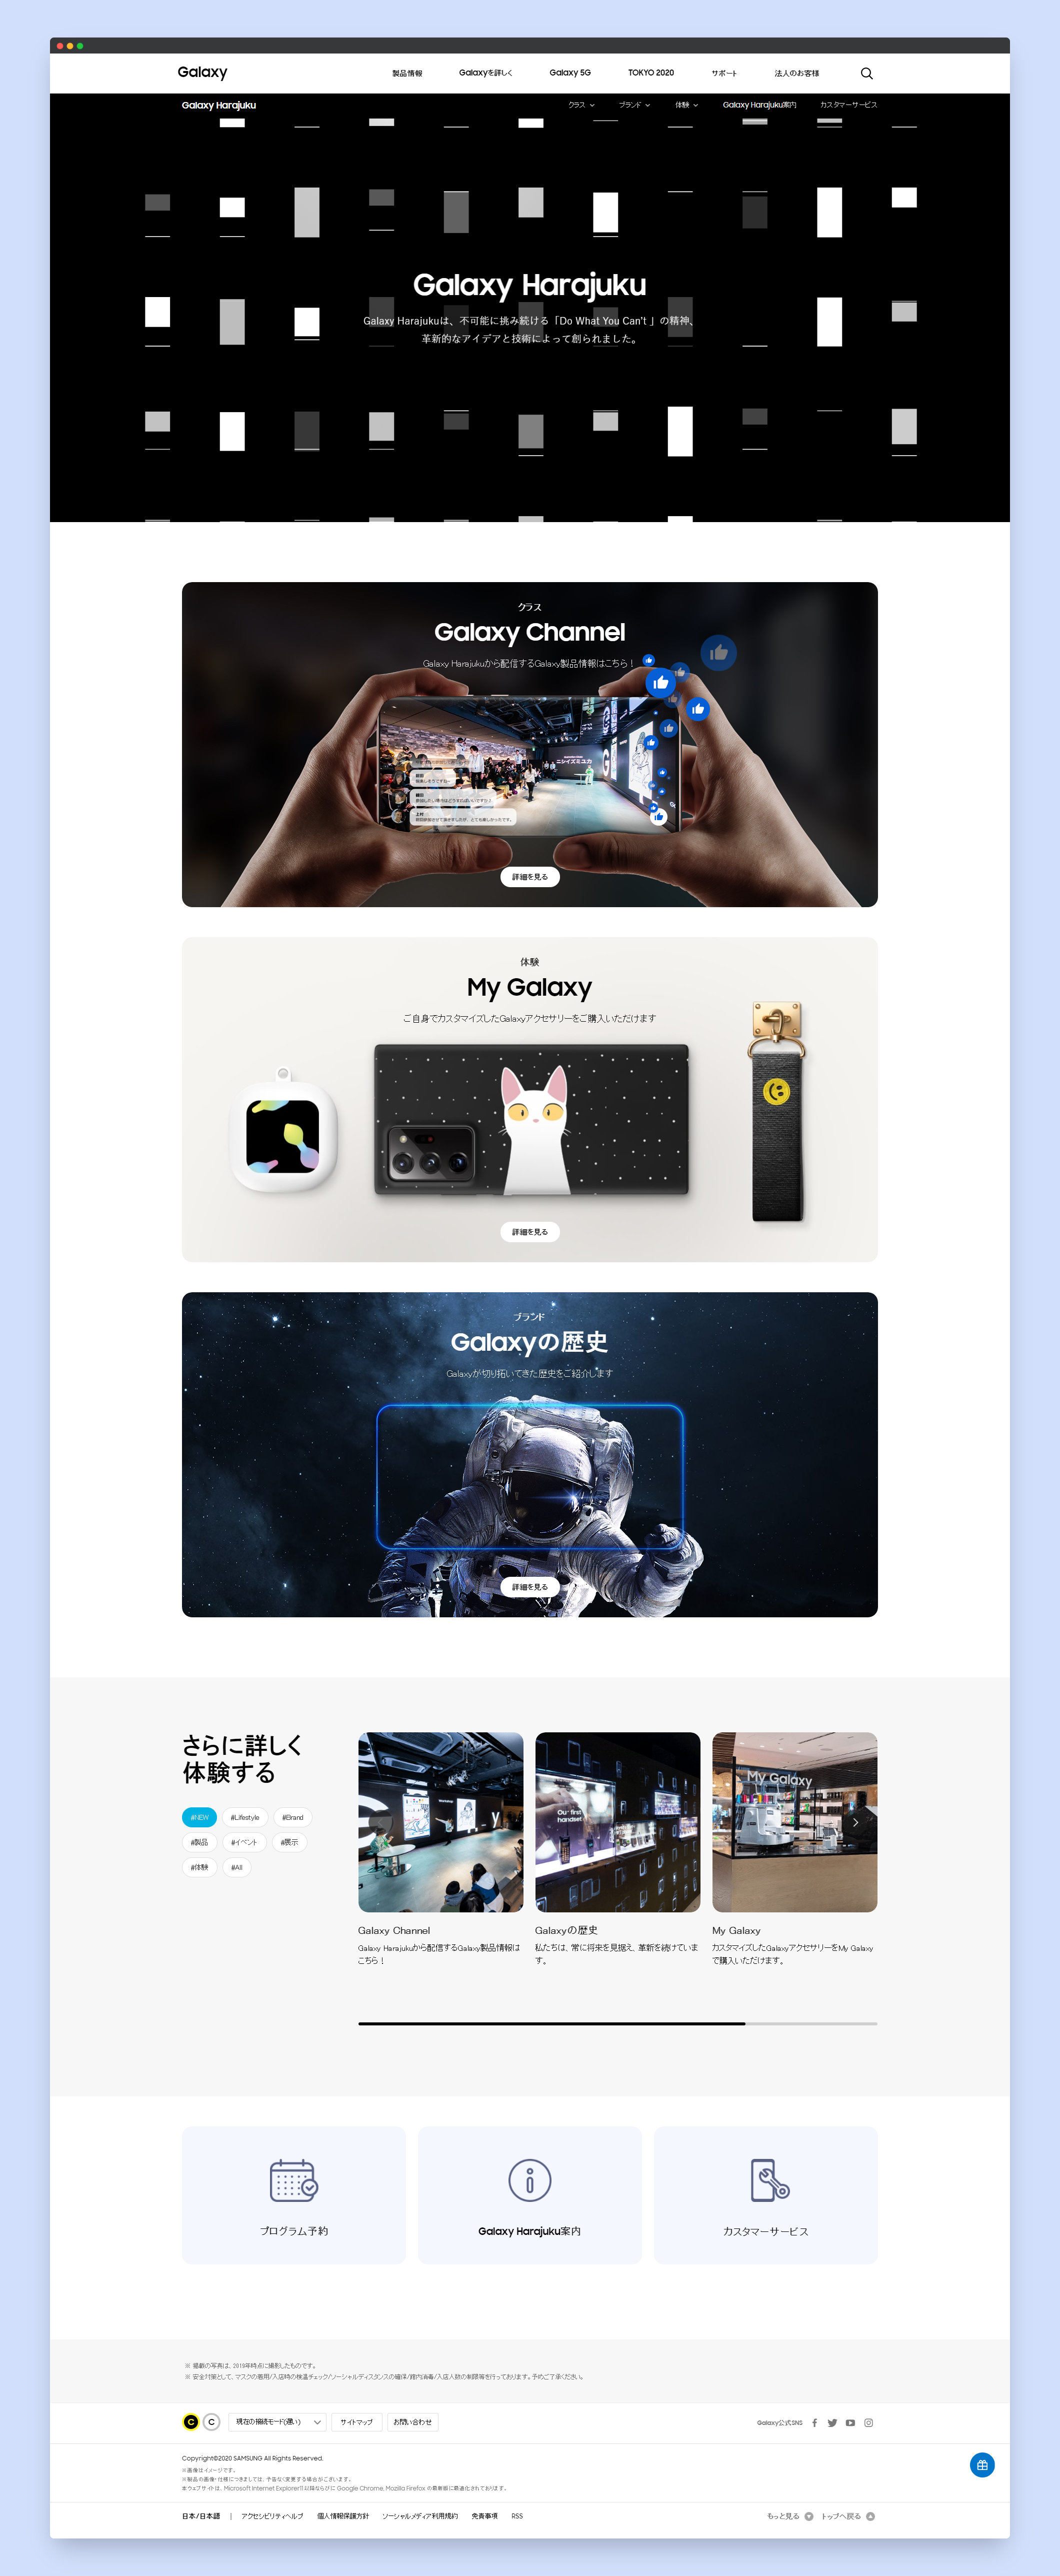 Galaxy
製品情報
Galaxyを詳しく
Galaxy 5G
TOKYO 2020
サポート
法人のお客様
Galaxy Harajuku
クラス
ブランド
体験
Galaxy Harajuku案内
カスタマーサービス
Galaxy Harajuku
Galaxy Harajukuは、不可能に挑み続ける「Do What You Can't 」の精神、
革新的なアイデアと技術によって創られました。
クラス
Galaxy Channel
Galaxy Harajukuから配信するGalaxy製品情報はこちら！
ニシイズミユカ
詳細を見る
体験
My Galaxy
ご自身でカスタマイズしたGalaxyアクセサリーをご購入いただけます
詳細を見る
ブランド
Galaxyの歴史
Galaxyが切り拓いてきた歴史をご紹介します
詳細を見る
さらに詳しく
体験する
#NEW
#Lifestyle
#Brand
#製品
#イベント
#展示
#体験
#All
Our first
handset
My Galaxy
Galaxy Channel
Galaxy Harajukuから配信するGalaxy製品情報は
こちら！
Galaxyの歴史
私たちは、常に将来を見据え、革新を続けていま
す。
My Galaxy
カスタマイズしたGalaxyアクセサリーをMy Galaxy
で購入いただけます。
プログラム予約
Galaxy Harajuku案内
カスタマーサービス
※ 掲載の写真は、2019年時点に撮影したものです。
※ 安全対策として、マスクの着用/入店時の検温チェック/ソーシャルディスタンスの確保/館内消毒/入店人数の制限等を行っております。予めご了承ください。
C
C
現在の接続モード(速い)
サイトマップ
お問い合わせ
Galaxy公式SNS
Copyright©2020 SAMSUNG All Rights Reserved.
※画像はイメージです。
※製品の画像・仕様につきましては、予告なく変更する場合がございます。
本ウェブサイトは、Microsoft Internet Explorer11 以降ならびに Google Chrome, Mozilla Firefox の最新版に最適化されております。
日本/日本語
アクセシビリティヘルプ
個人情報保護方針
ソーシャルメディア利用規約
免責事項
RSS
もっと見る
トップへ戻る